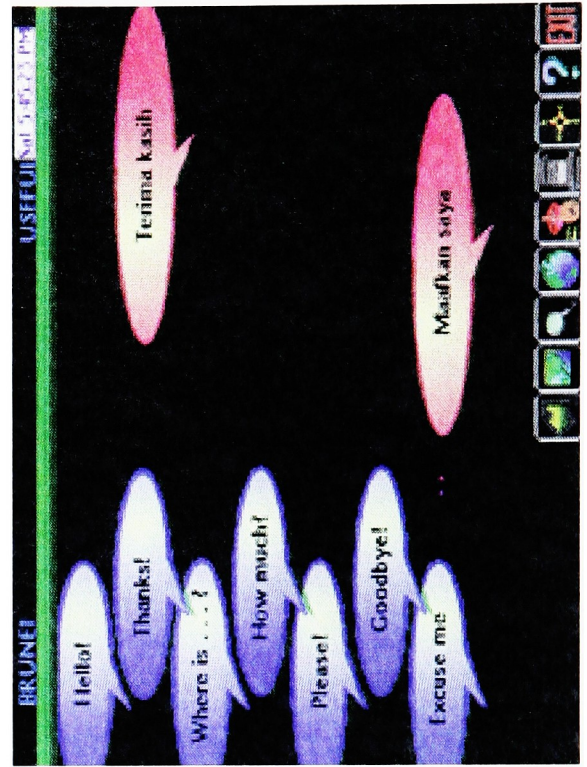 BRUNEI
USEFUL
Hello!
Thanks!
Terima kasih
Where is . . . ?
How much!
Please!
Goodbye!
Excuse me
Maafkan saya
?
EXIT